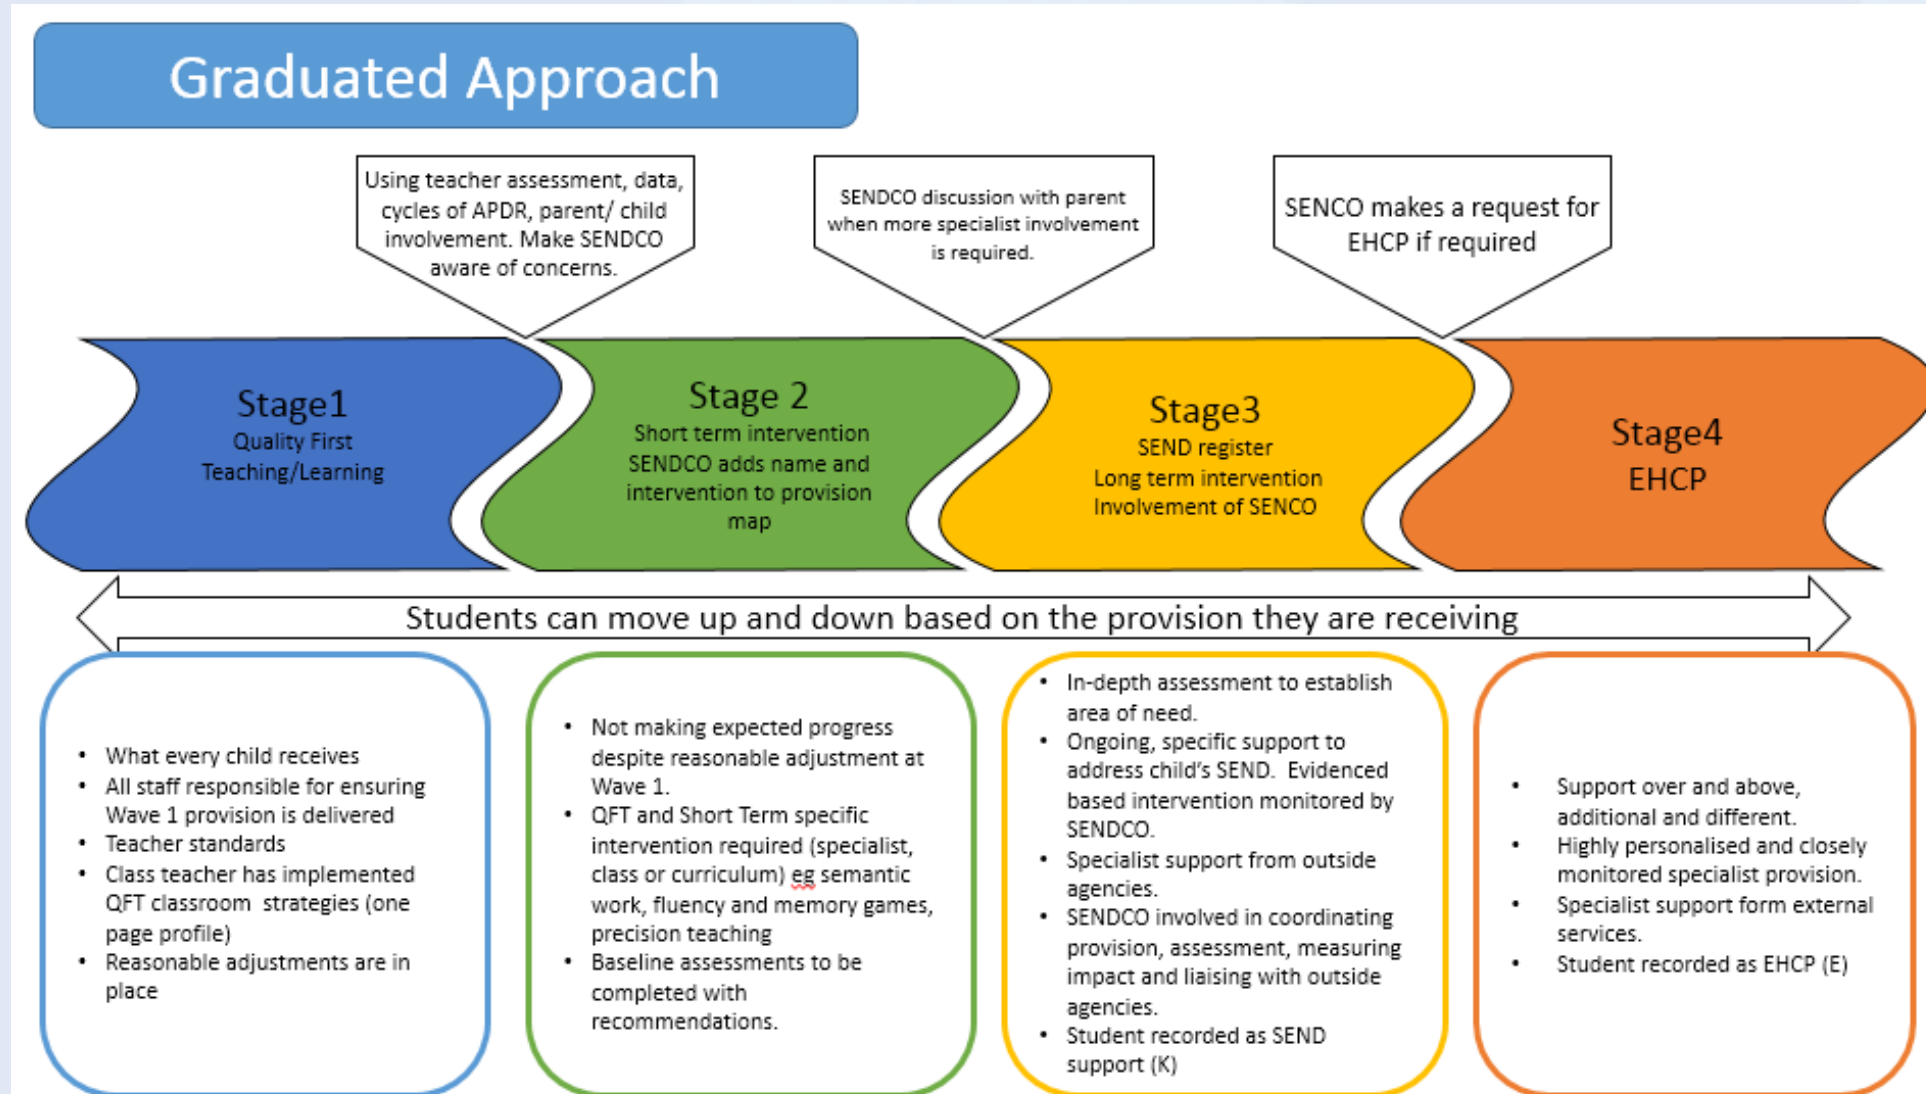 Graduated Approach
Using teacher assessment, data,
cycles of APDR, parent/ child
involvement. Make SENDCO
aware of concerns.
SENDCO discussion with parent
when more specialist involvement
is required.
SENCO makes a request for
EHCP if required
Stage1
Quality First
Teaching/Learning
Stage 2
Short term intervention
SENDCO adds name and
intervention to provision
map
Stage3
SEND register
Long term intervention
Involvement of SENCO
Stage4
EHCP
Students can move up and down based on the provision they are receiving
• What every child receives
• All staff responsible for ensuring
Wave 1 provision is delivered
• Teacher standards
• Class teacher has implemented
QFT classroom  strategies (one
page profile)
• Reasonable adjustments are in
place
• Not making expected progress
despite reasonable adjustment at
Wave 1.
• QFT and Short Term specific
intervention required (specialist,
class or curriculum) eg semantic
work, fluency and memory games,
precision teaching
• Baseline assessments to be
completed with
recommendations.
• In-depth assessment to establish
area of need.
• Ongoing, specific support to
address child's SEND.  Evidenced
based intervention monitored by
SENDCO.
• Specialist support from outside
agencies.
• SENDCO involved in coordinating
provision, assessment, measuring
impact and liaising with outside
agencies.
• Student recorded as SEND
support (K)
• Support over and above,
additional and different.
• Highly personalised and closely
monitored specialist provision.
• Specialist support form external
services.
• Student recorded as EHCP (E)